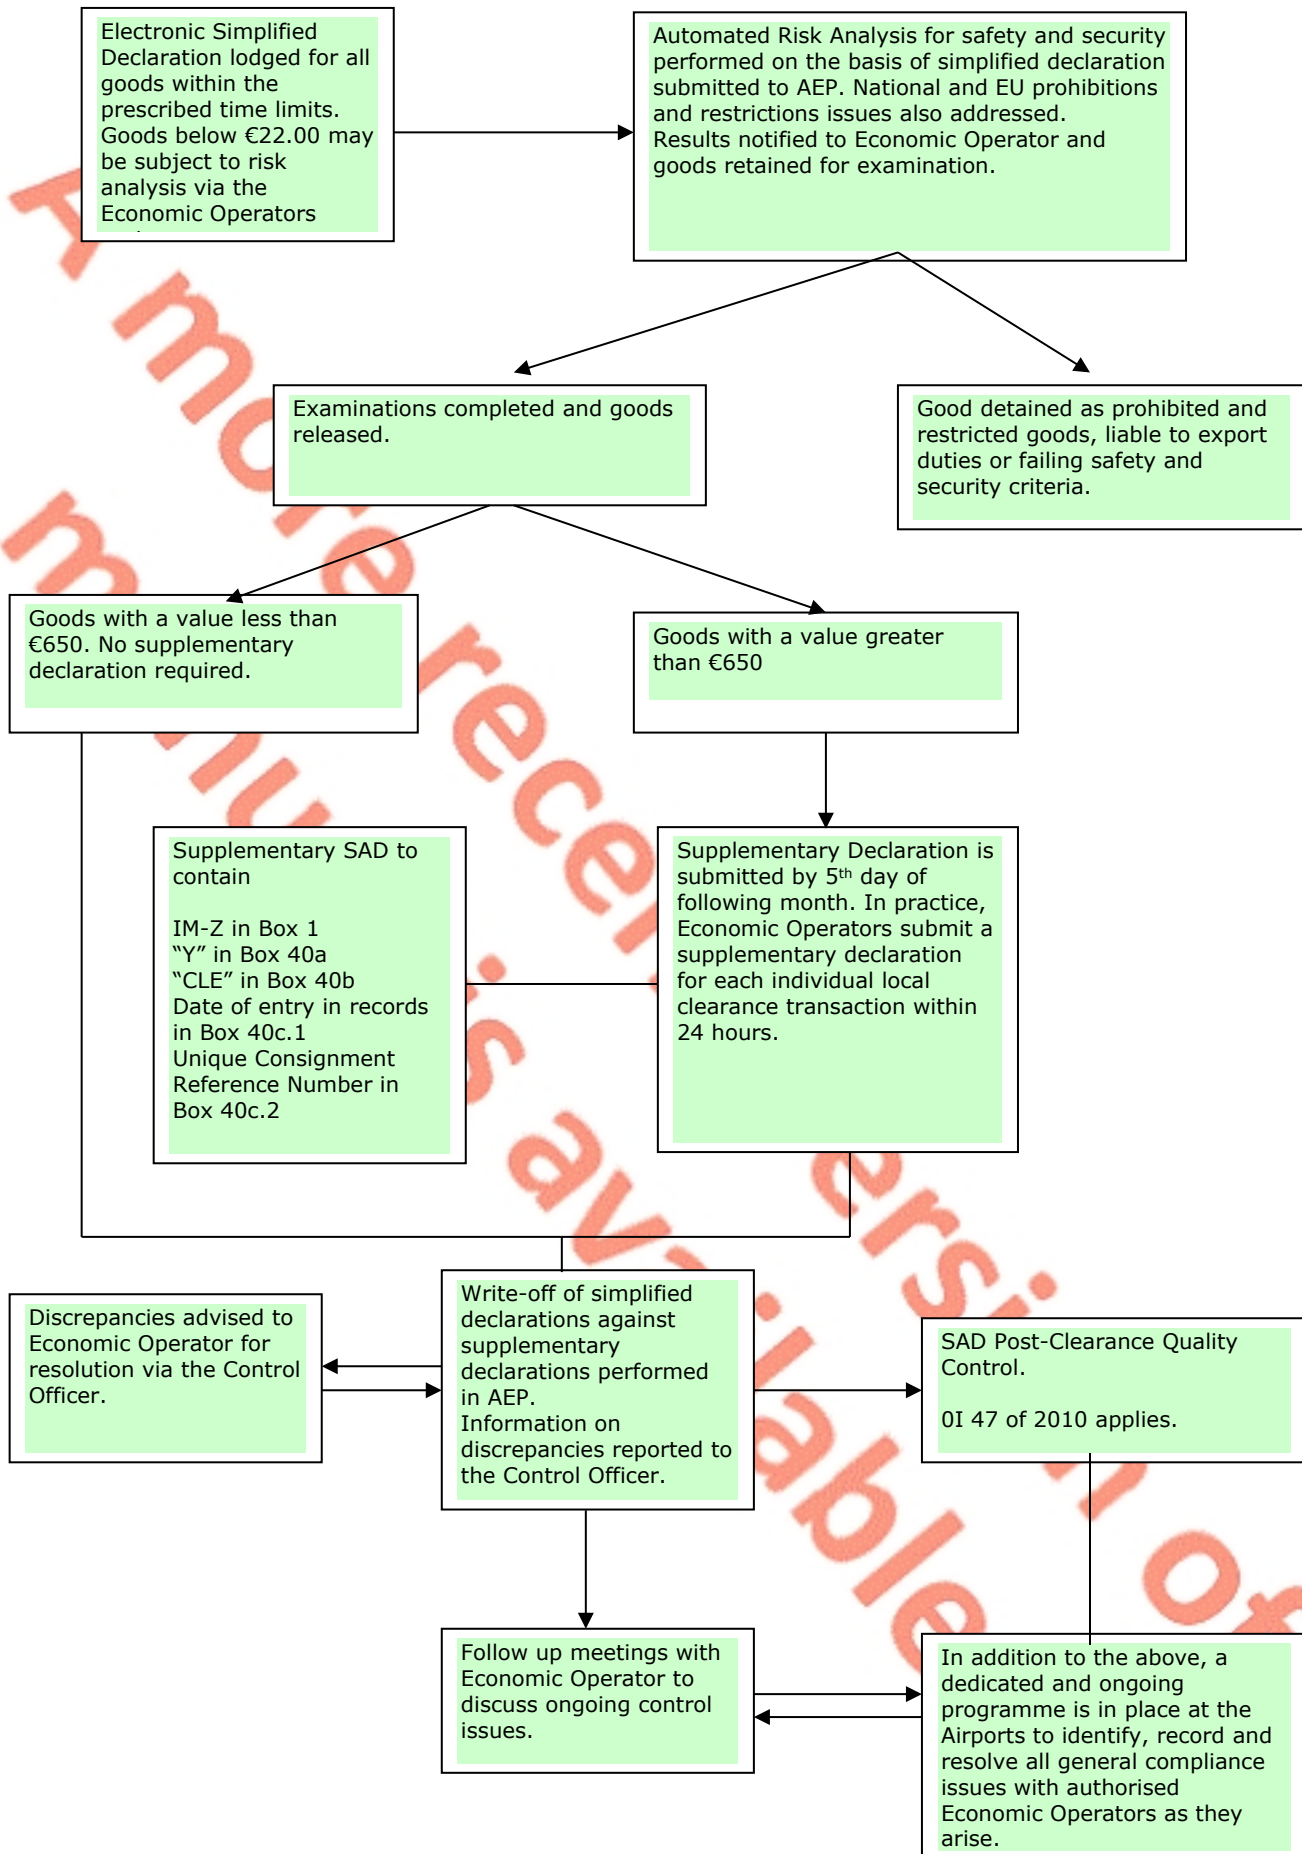 Electronic Simplified
Declaration lodged for all
goods within the
prescribed time limits.
Goods below €22.00 may
be subject to risk
analysis via the
Economic Operators
Automated Risk Analysis for safety and security
performed on the basis of simplified declaration
submitted to AEP. National and EU prohibitions
and restrictions issues also addressed.
Results notified to Economic Operator and
goods retained for examination.
Examinations completed and goods
released.
Good detained as prohibited and
restricted goods, liable to export
duties or failing safety and
security criteria.
Goods with a value less than
€650. No supplementary
declaration required.
Goods with a value greater
than €650
Supplementary SAD to
contain
IM-Z in Box 1
“Y” in Box 40a
“CLE” in Box 40b
Date of entry in records
in Box 40c.1
Unique Consignment
Reference Number in
Box 40c.2
Supplementary Declaration is
submitted by 5th day of
following month. In practice,
Economic Operators submit a
supplementary declaration
for each individual local
clearance transaction within
24 hours.
Discrepancies advised to
Economic Operator for
resolution via the Control
Officer.
Write-off of simplified
declarations against
supplementary
declarations performed
in AEP.
Information on
discrepancies reported to
the Control Officer.
SAD Post-Clearance Quality
Control.
0I 47 of 2010 applies.
Follow up meetings with
Economic Operator to
discuss ongoing control
issues.
In addition to the above, a
dedicated and ongoing
programme is in place at the
Airports to identify, record and
resolve all general compliance
issues with authorised
Economic Operators as they
arise.
A more recent version of
manual is available